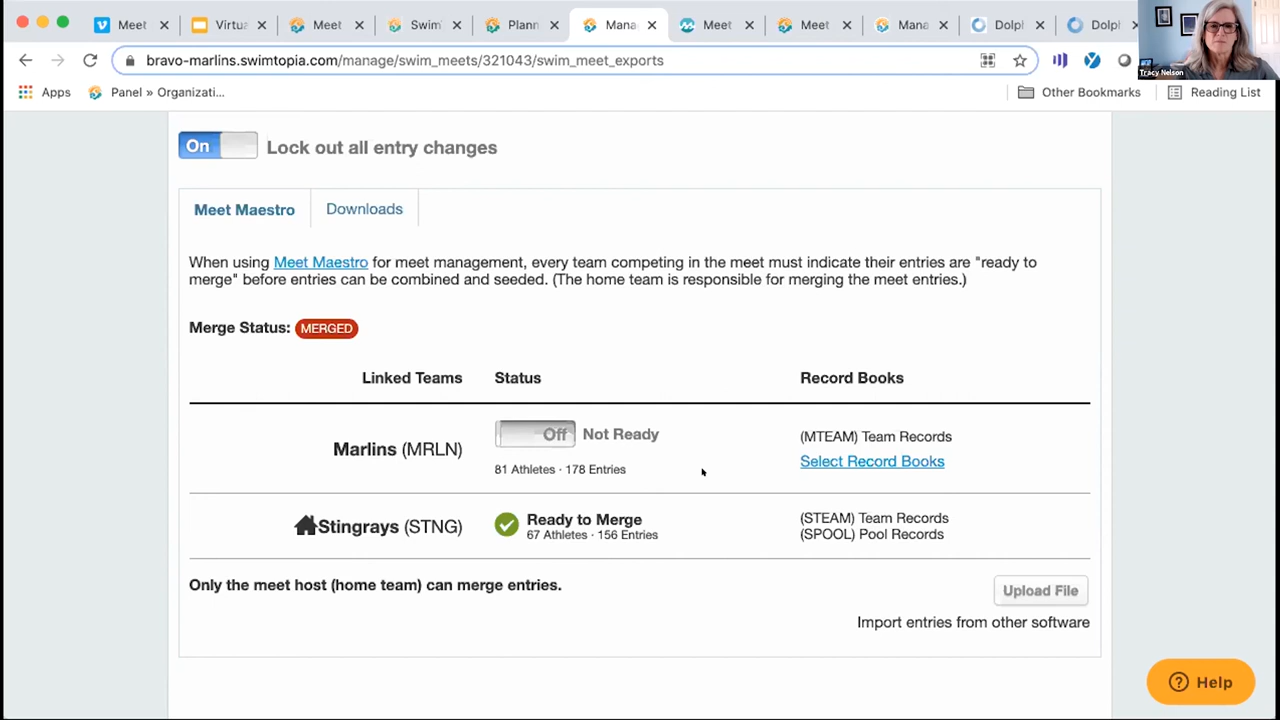 Meet
Virtua
Meet
Swim
Plann
Mana
Meet
Meet
Mana
Dolph
Dolph
bravo-marlins.swimtopia.com/manage/swim_meets/321043/swim_meet_exports
Tracy Nelson
Apps
Panel » Organizati...
Other Bookmarks
Reading List
On
Lock out all entry changes
Meet Maestro
Downloads
When using Meet Maestro for meet management, every team competing in the meet must indicate their entries are "ready to
merge" before entries can be combined and seeded. (The home team is responsible for merging the meet entries.)
Merge Status: MERGED
Linked Teams
Status
Record Books
Marlins (MRLN)
Off
Not Ready
81 Athletes · 178 Entries
(MTEAM) Team Records
Select Record Books
Stingrays (STNG)
Ready to Merge
67 Athletes · 156 Entries
(STEAM) Team Records
(SPOOL) Pool Records
Only the meet host (home team) can merge entries.
Upload File
Import entries from other software
Help